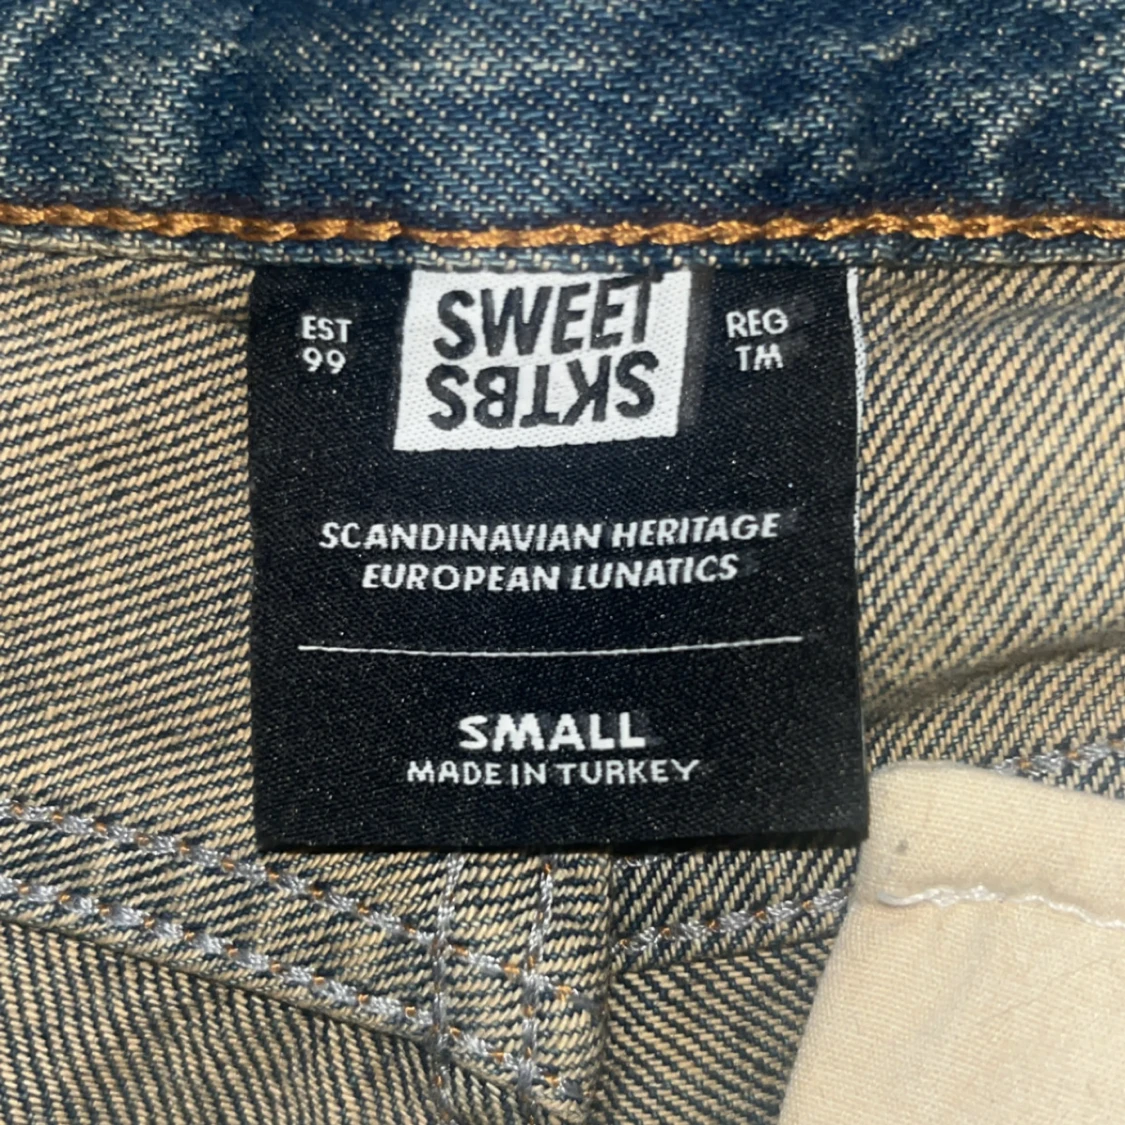 EST
99
SWEET
SKTBS
REG
TM
SCANDINAVIAN HERITAGE
EUROPEAN LUNATICS
SMALL
MADE IN TURKEY